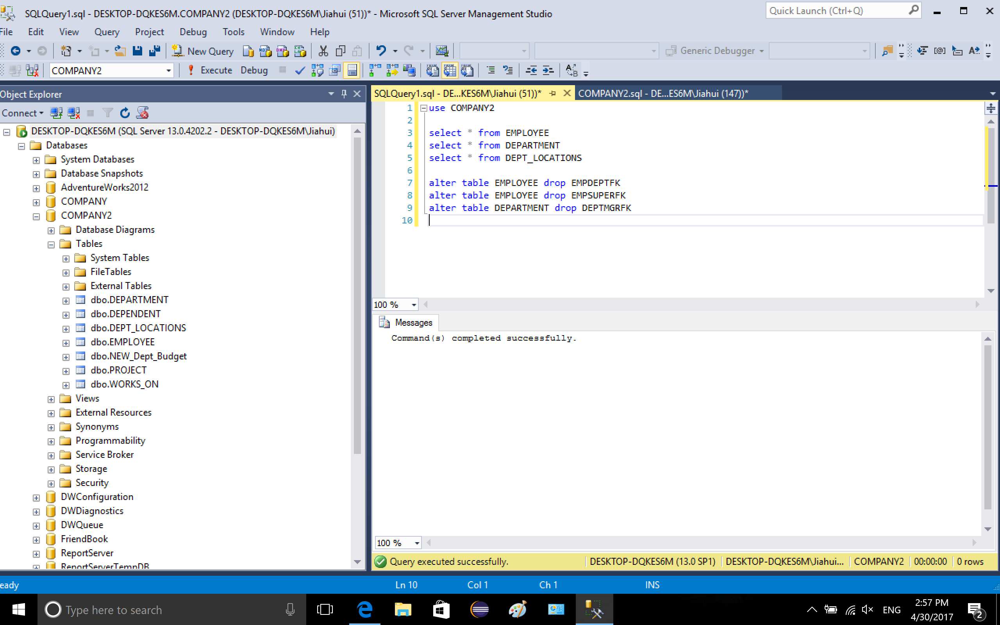 SQLQuery1.sql - DESKTOP-DQKES6M.COMPANY2 (DESKTOP-DQKES6M\Jiahui (51))* - Microsoft SQL Server Management Studio
Quick Launch (Ctrl+Q)
File Edit View Query Project Debug Tools Window Help
New Query
Generic Debugger
COMPANY2
Execute Debug
Object Explorer
Connect
DESKTOP-DQKES6M (SQL Server 13.0.4202.2 - DESKTOP-DQKES6M\Jiahui)
Databases
System Databases
Database Snapshots
AdventureWorks2012
COMPANY
COMPANY2
Database Diagrams
Tables
System Tables
FileTables
External Tables
dbo.DEPARTMENT
dbo.DEPENDENT
dbo.DEPT_LOCATIONS
dbo.EMPLOYEE
dbo.NEW_Dept_Budget
dbo.PROJECT
dbo.WORKS_ON
Views
External Resources
Synonyms
Programmability
Service Broker
Storage
Security
DWConfiguration
DWDiagnostics
DWQueue
FriendBook
ReportServer
ReportServerTempDB
SQLQuery1.sql - DE...KES6M\Jiahui (51))*
COMPANY2.sql - DE...ES6M\Jiahui (147))*
1 use COMPANY2
2
3 select * from EMPLOYEE
4 select * from DEPARTMENT
5 select * from DEPT_LOCATIONS
6
7 alter table EMPLOYEE drop EMPDEPTFK
8 alter table EMPLOYEE drop EMPSUPERFK
9 alter table DEPARTMENT drop DEPTMGRFK
10
100 %
Messages
Command(s) completed successfully.
100 %
Query executed successfully. DESKTOP-DQKES6M (13.0 SP1) DESKTOP-DQKES6M\Jiahui... COMPANY2 00:00:00 0 rows
eady Ln 10 Col 1 Ch 1 INS
Type here to search
ENG
2:57 PM
4/30/2017
2